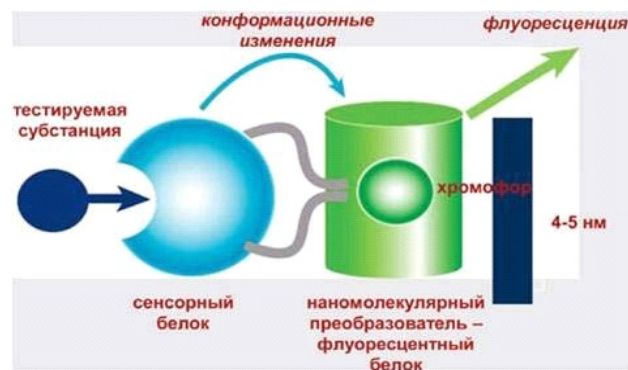 конформационные
изменения
флуоресценция
тестируемая
субстанция
хромофор
4-5 нм
сенсорный
белок
наномолекулярный
преобразователь –
флуоресцентный
белок